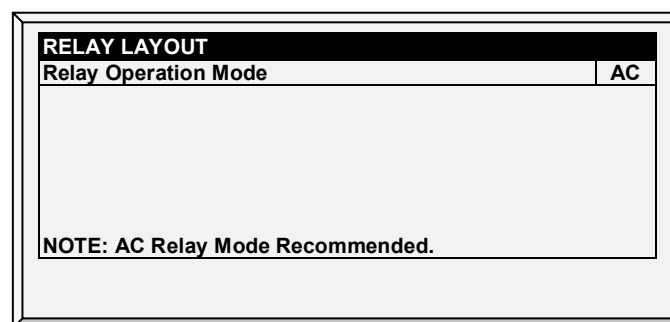 RELAY LAYOUT
Relay Operation Mode AC
NOTE: AC Relay Mode Recommended.